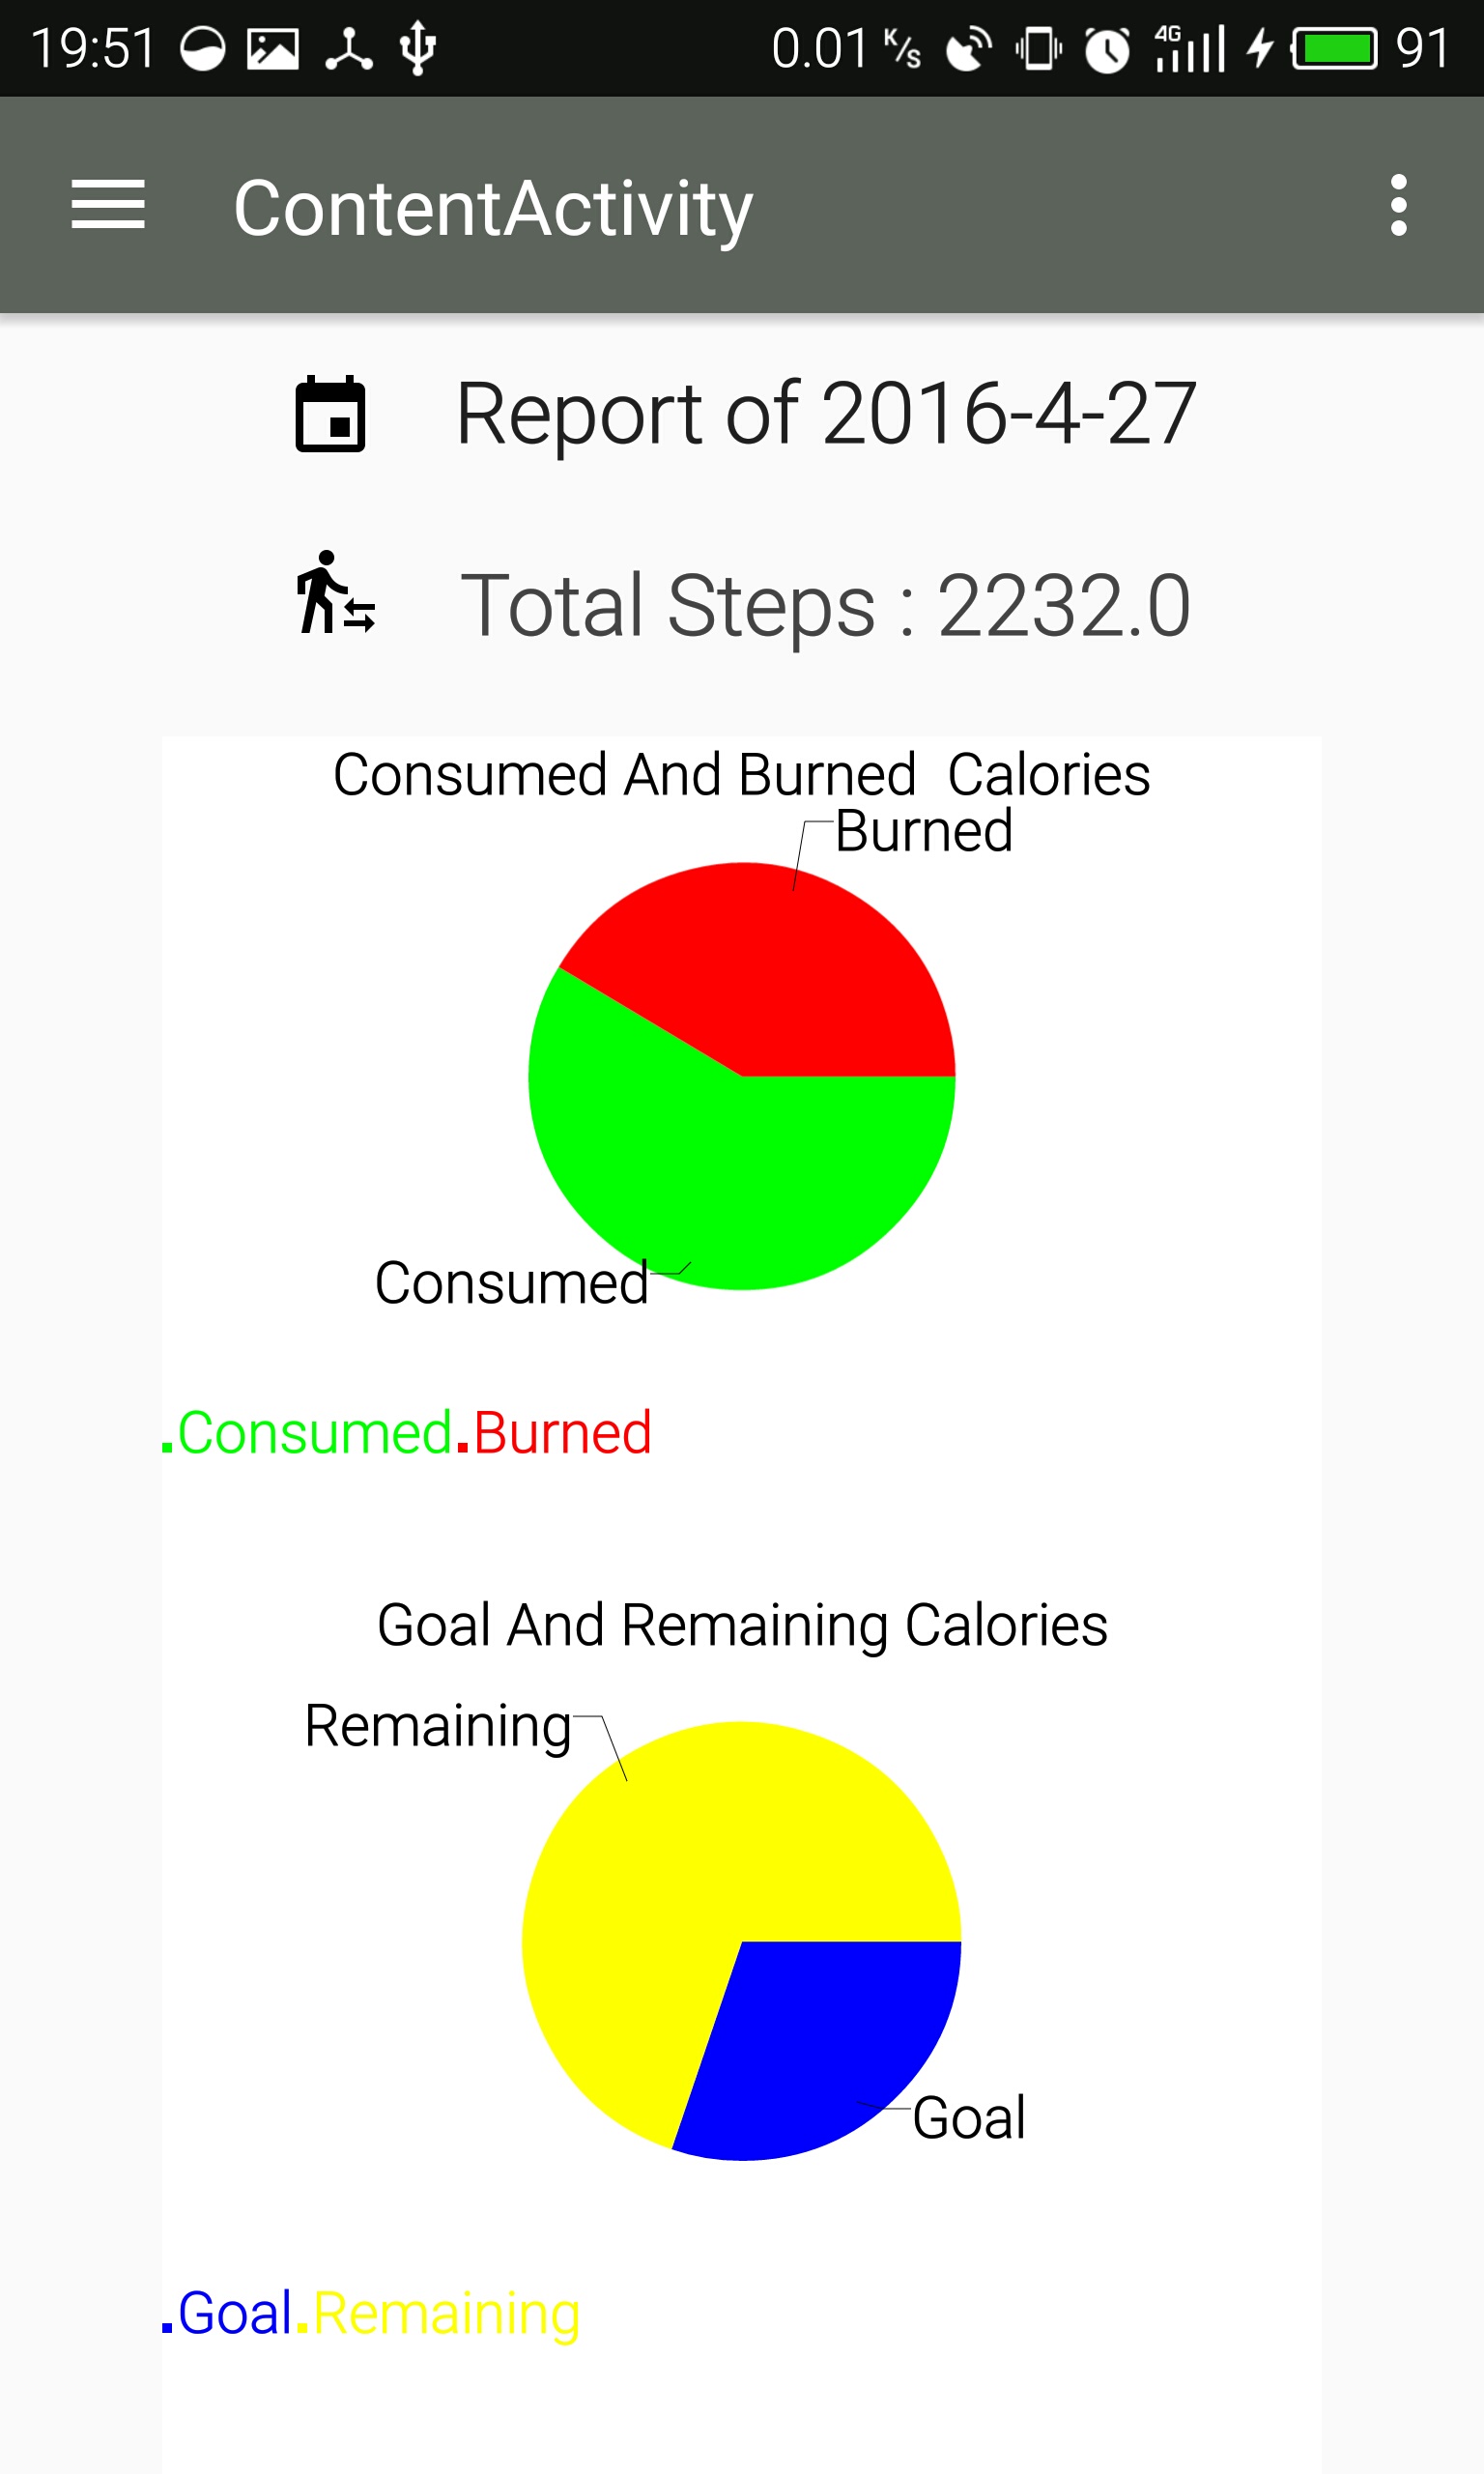 19:51 0.01 K/s 4G 91
ContentActivity
Report of 2016-4-27
Total Steps : 2232.0
Consumed And Burned  Calories
Burned
Consumed
.Consumed.Burned
Goal And Remaining Calories
Remaining
Goal
.Goal.Remaining